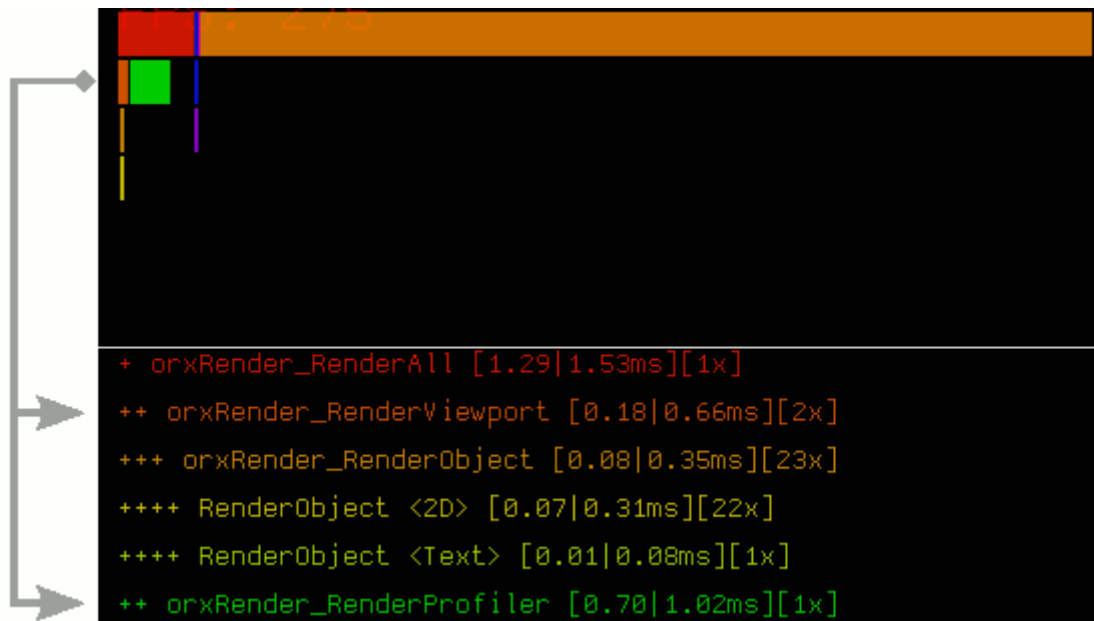 FPS: 275
+ orxRender_RenderAll [1.29|1.53ms][1x]
++ orxRender_RenderViewport [0.18|0.66ms][2x]
+++ orxRender_RenderObject [0.08|0.35ms][23x]
++++ RenderObject <2D> [0.07|0.31ms][22x]
++++ RenderObject <Text> [0.01|0.08ms][1x]
++ orxRender_RenderProfiler [0.70|1.02ms][1x]